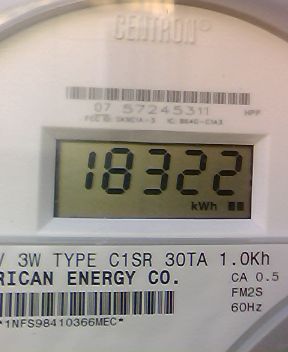 CENTRON®
07 57245311 HPP
18322
kWh
V 3W TYPE C1SR 30TA 1.0Kh
RICAN ENERGY CO. CA 0.5
FM2S
60Hz
*1NFS98410366MEC*